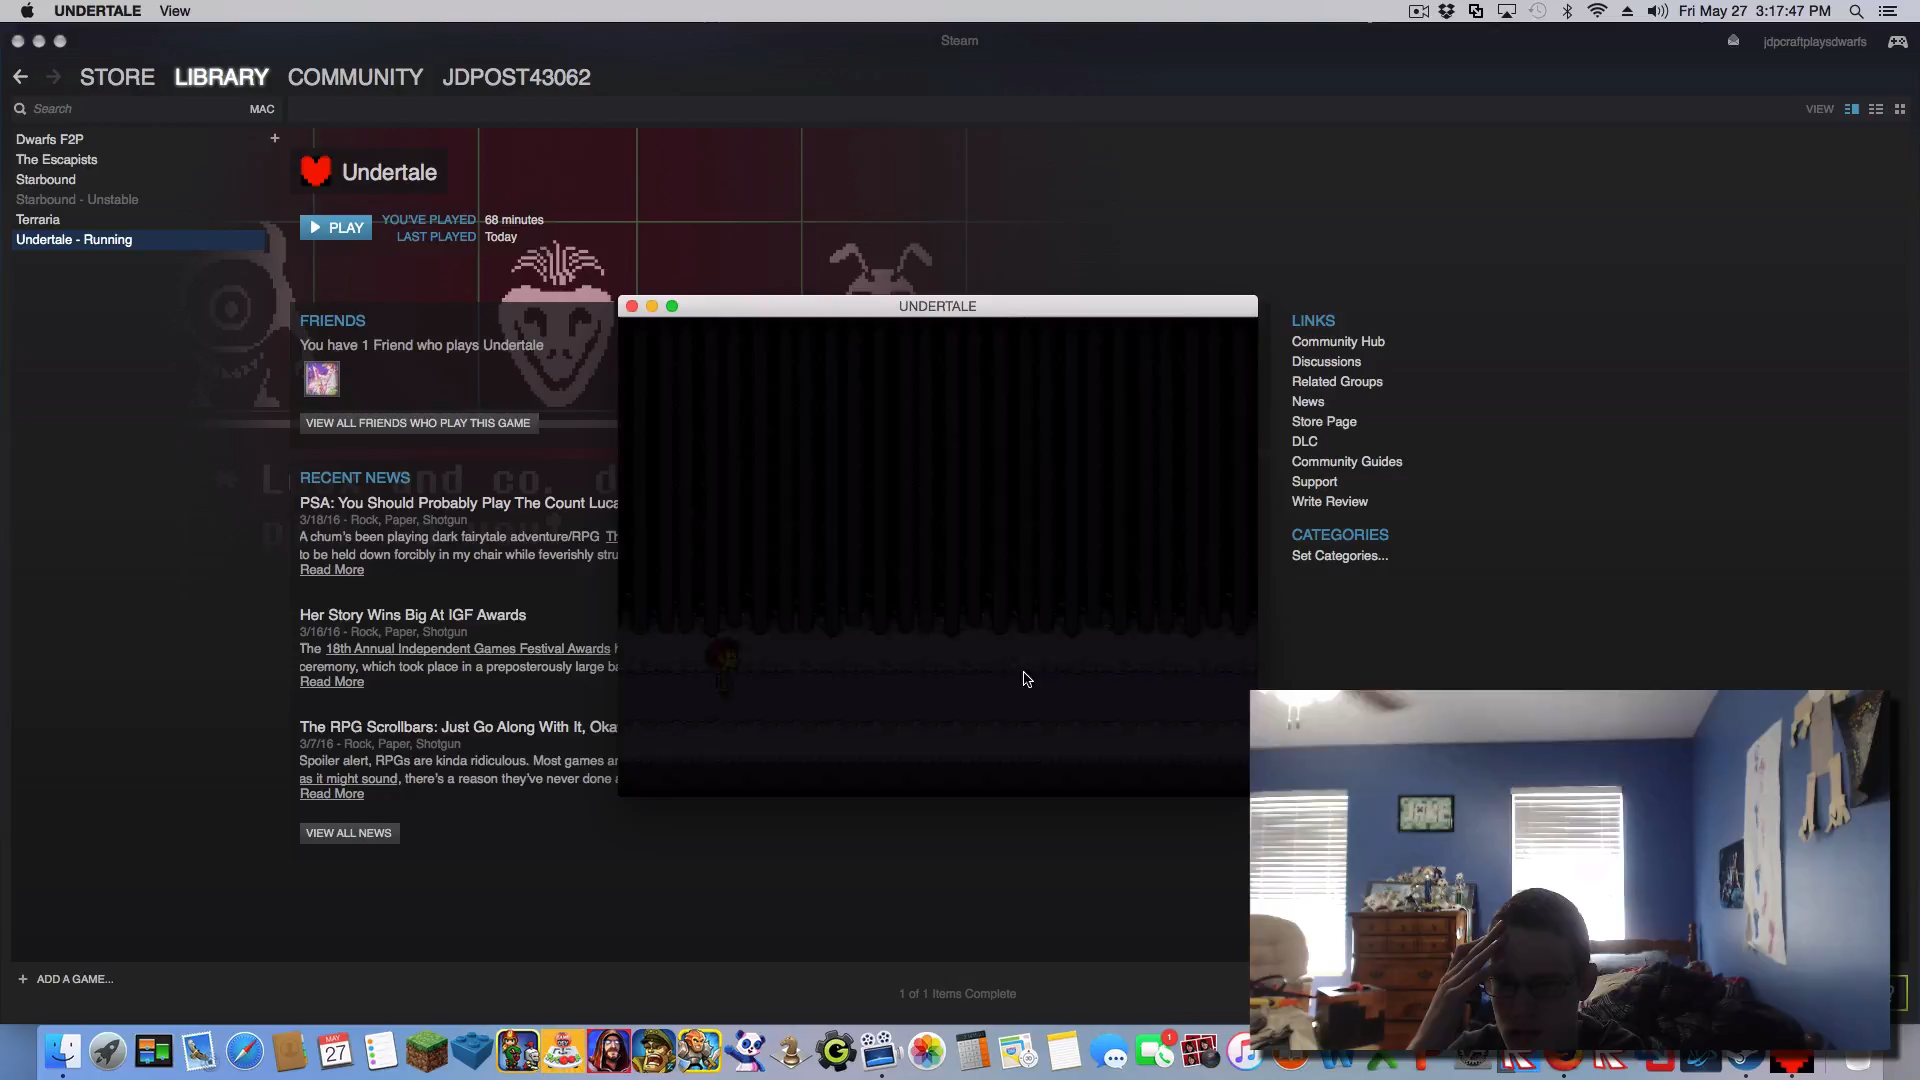 UNDERTALE View
Fri May 27 3:17:47 PM
Steam
jdpcraftplaysdwarfs
STORE LIBRARY COMMUNITY JDPOST43062
Search MAC
VIEW
Dwarfs F2P +
The Escapists
Starbound
Starbound - Unstable
Terraria
Undertale - Running
Undertale
PLAY
YOU'VE PLAYED 68 minutes
LAST PLAYED Today
UNDERTALE
FRIENDS
You have 1 Friend who plays Undertale
VIEW ALL FRIENDS WHO PLAY THIS GAME
RECENT NEWS
PSA: You Should Probably Play The Count Luca
3/18/16 - Rock, Paper, Shotgun
A chum's been playing dark fairytale adventure/RPG Th
to be held down forcibly in my chair while feverishly stru
Read More
Her Story Wins Big At IGF Awards
3/16/16 - Rock, Paper, Shotgun
The 18th Annual Independent Games Festival Awards
ceremony, which took place in a preposterously large ba
Read More
The RPG Scrollbars: Just Go Along With It, Oka
3/7/16 - Rock, Paper, Shotgun
Spoiler alert, RPGs are kinda ridiculous. Most games ar
as it might sound, there's a reason they've never done a
Read More
VIEW ALL NEWS
LINKS
Community Hub
Discussions
Related Groups
News
Store Page
DLC
Community Guides
Support
Write Review
CATEGORIES
Set Categories...
+ ADD A GAME...
1 of 1 Items Complete
MAY
27
1